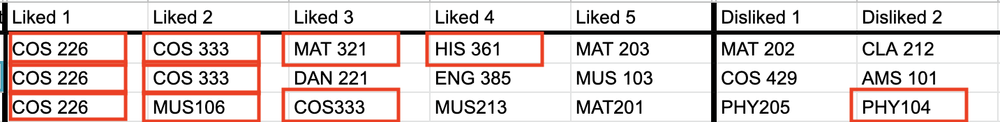 Liked 1 Liked 2 Liked 3 Liked 4 Liked 5 Disliked 1 Disliked 2
COS 226 COS 333 MAT 321 HIS 361 MAT 203 MAT 202 CLA 212
COS 226 COS 333 DAN 221 ENG 385 MUS 103 COS 429 AMS 101
COS 226 MUS106 COS333 MUS213 MAT201 PHY205 PHY104